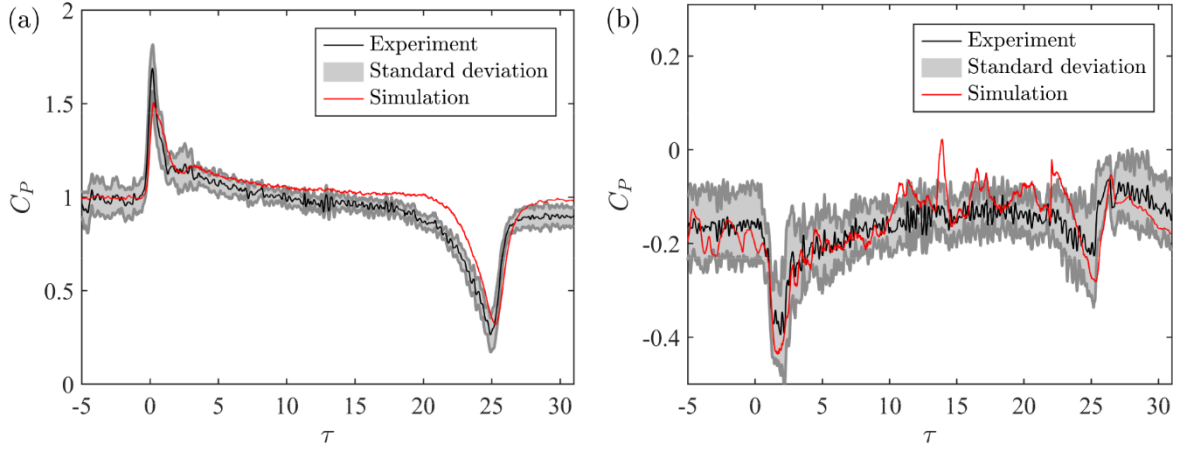 (a)
2
1.5
1
0.5
0
C_P
Experiment
Standard deviation
Simulation
-5 0 5 10 15 20 25 30
τ
(b)
0.2
0
-0.2
-0.4
C_P
Experiment
Standard deviation
Simulation
-5 0 5 10 15 20 25 30
τ